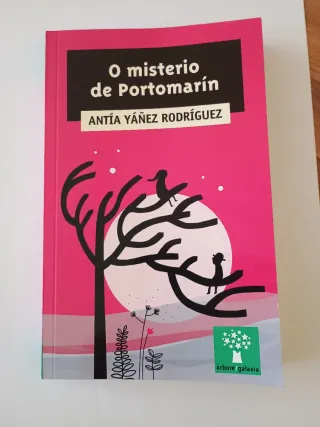 O misterio
de Portomarín
ANTÍA YÁÑEZ RODRÍGUEZ
árbore galaxia